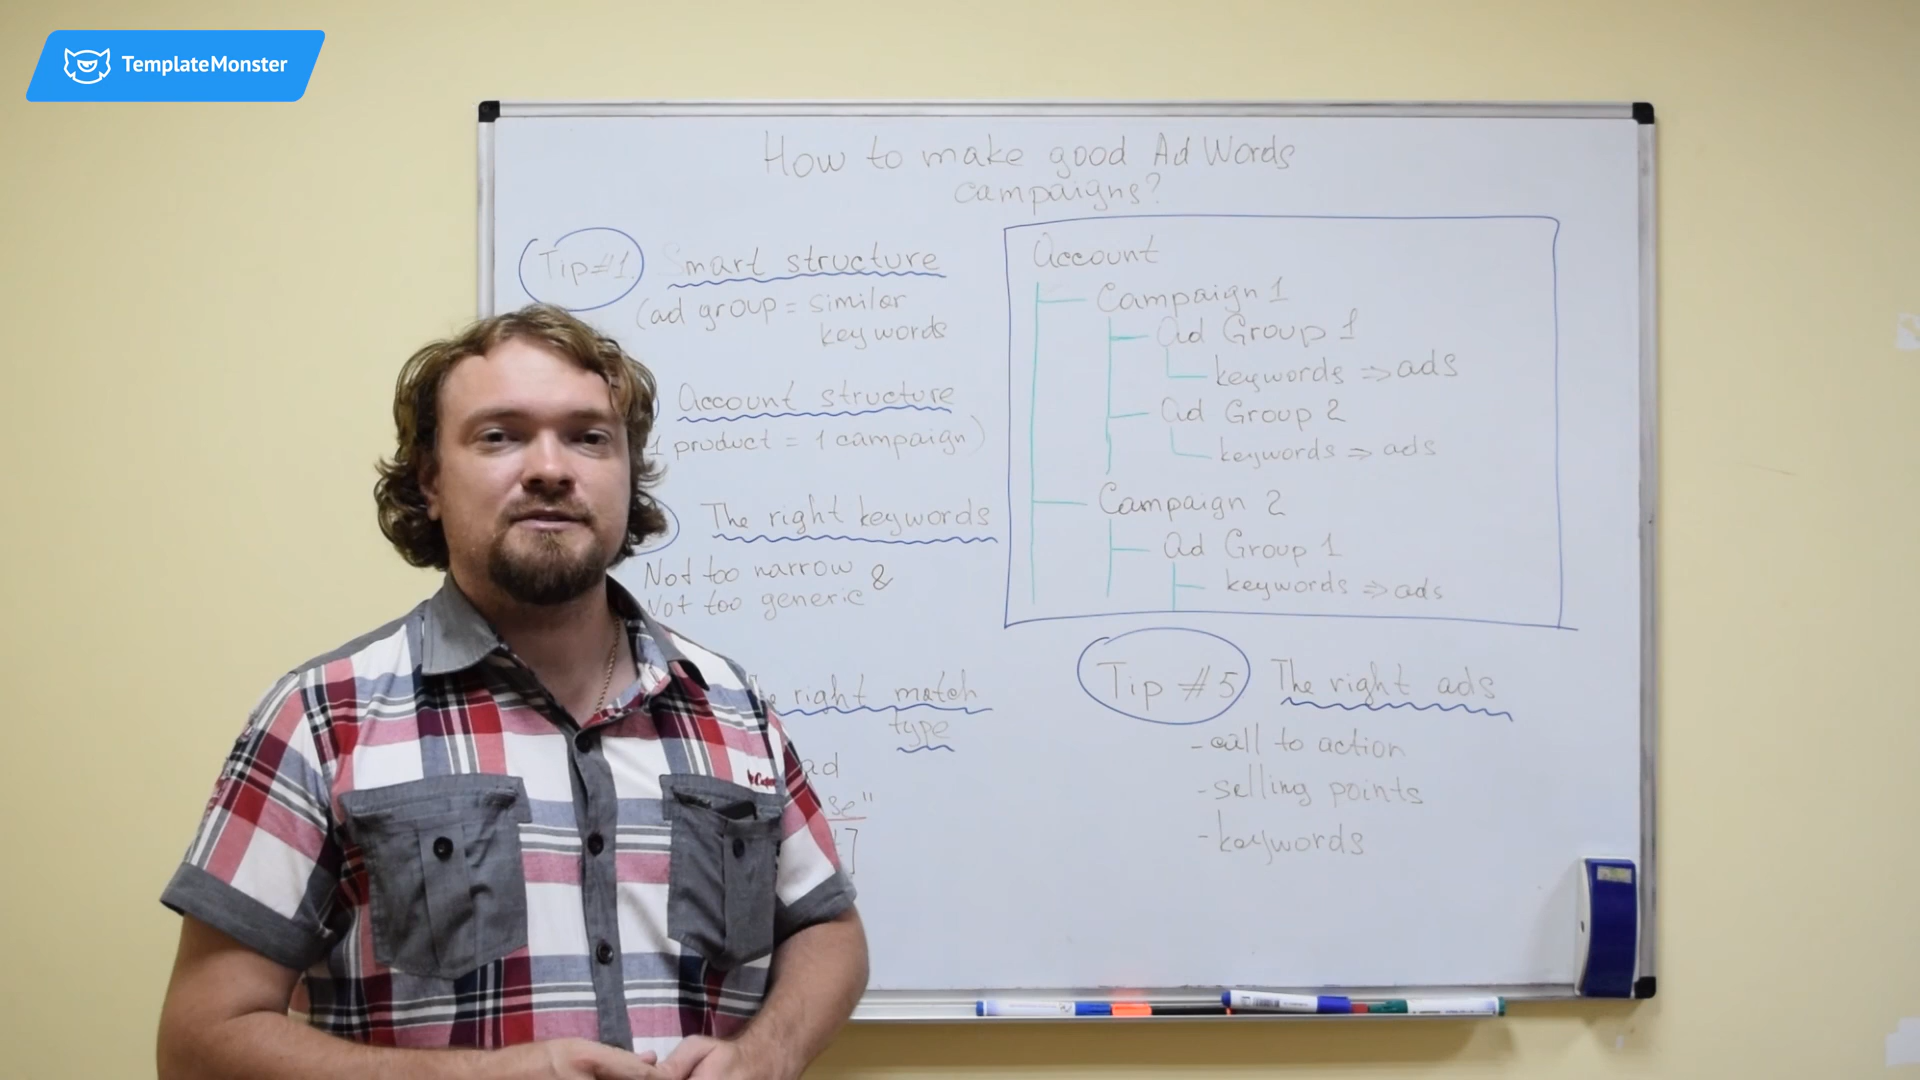 TemplateMonster
How to make good AdWords
campaigns?
Tip #1. Smart structure
(ad group = similar
keywords
Account structure
1 product = 1 campaign)
The right keywords
Not too narrow &
Not too generic
right match
type
Account
Campaign 1
ad Group 1
keywords ⇒ ads
ad Group 2
keywords ⇒ ads
Campaign 2
ad Group 1
keywords ⇒ ads
Tip #5 The right ads
- call to action
- selling points
- keywords